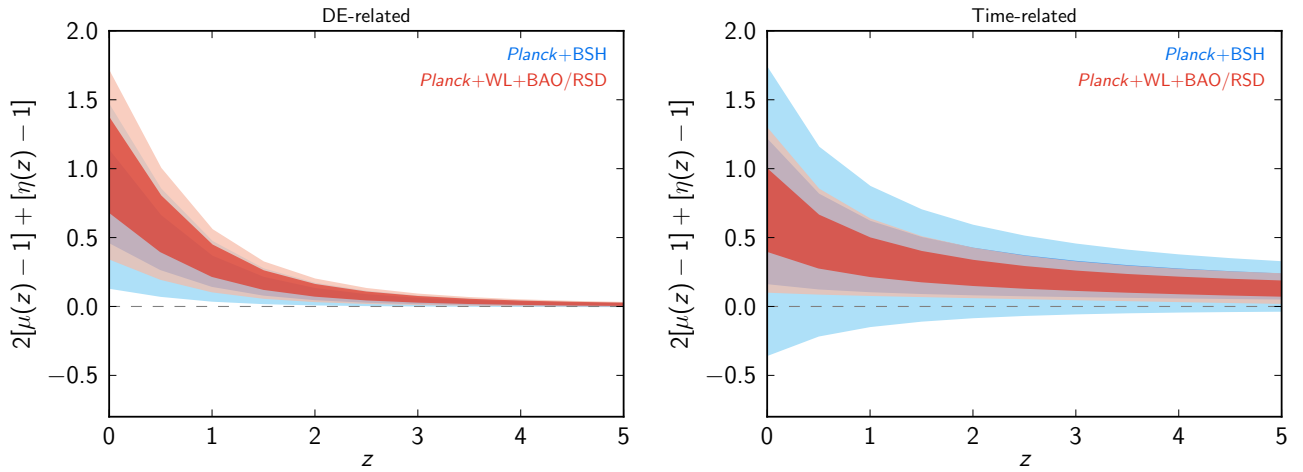 DE-related
Planck+BSH
Planck+WL+BAO/RSD
2[μ(z) − 1] + [η(z) − 1]
2.0
1.5
1.0
0.5
0.0
−0.5
0 1 2 3 4 5
z
Time-related
Planck+BSH
Planck+WL+BAO/RSD
2[μ(z) − 1] + [η(z) − 1]
2.0
1.5
1.0
0.5
0.0
−0.5
0 1 2 3 4 5
z